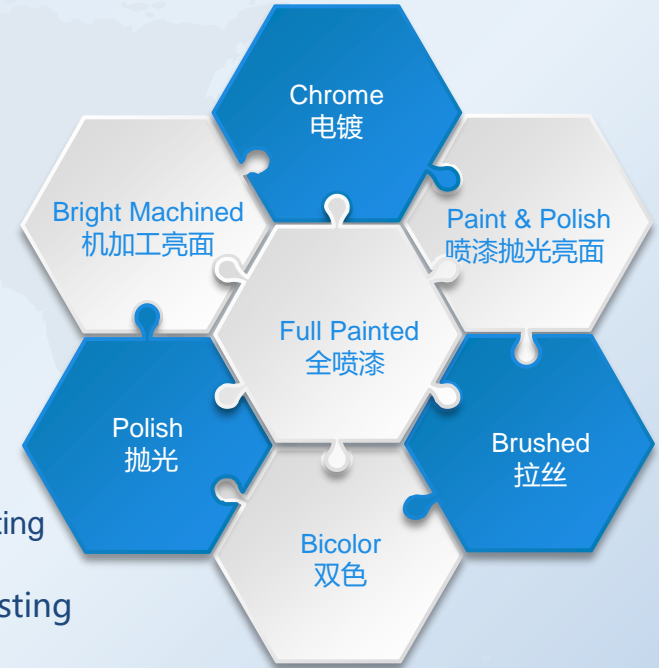 Chrome
电镀
Bright Machined
机加工亮面
Paint & Polish
喷漆抛光亮面
Full Painted
全喷漆
Polish
抛光
Brushed
拉丝
Bicolor
双色